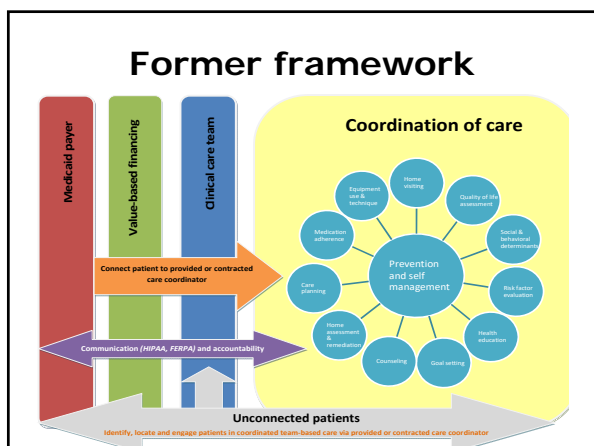 Former framework
Medicaid payer
Value-based financing
Clinical care team
Coordination of care
Home
visiting
Quality of life
assessment
Social &
behavioral
determinants
Risk factor
evaluation
Health
education
Goal setting
Counseling
Home
assessment
&
remediation
Care
planning
Medication
adherence
Equipment
use &
technique
Prevention
and self
management
Connect patient to provided or contracted
care coordinator
Communication (HIPAA, FERPA) and accountability
Unconnected patients
Identify, locate and engage patients in coordinated team-based care via provided or contracted care coordinator